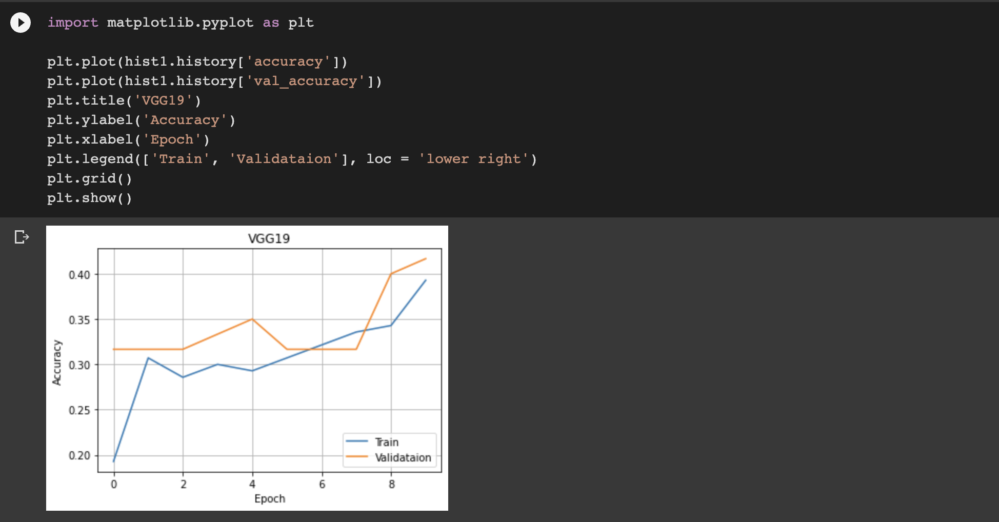 import matplotlib.pyplot as plt
plt.plot(hist1.history['accuracy'])
plt.plot(hist1.history['val_accuracy'])
plt.title('VGG19')
plt.ylabel('Accuracy')
plt.xlabel('Epoch')
plt.legend(['Train', 'Validataion'], loc = 'lower right')
plt.grid()
plt.show()
VGG19
0.40
0.35
0.30
0.25
0.20
Accuracy
Train
Validataion
0 2 4 6 8
Epoch